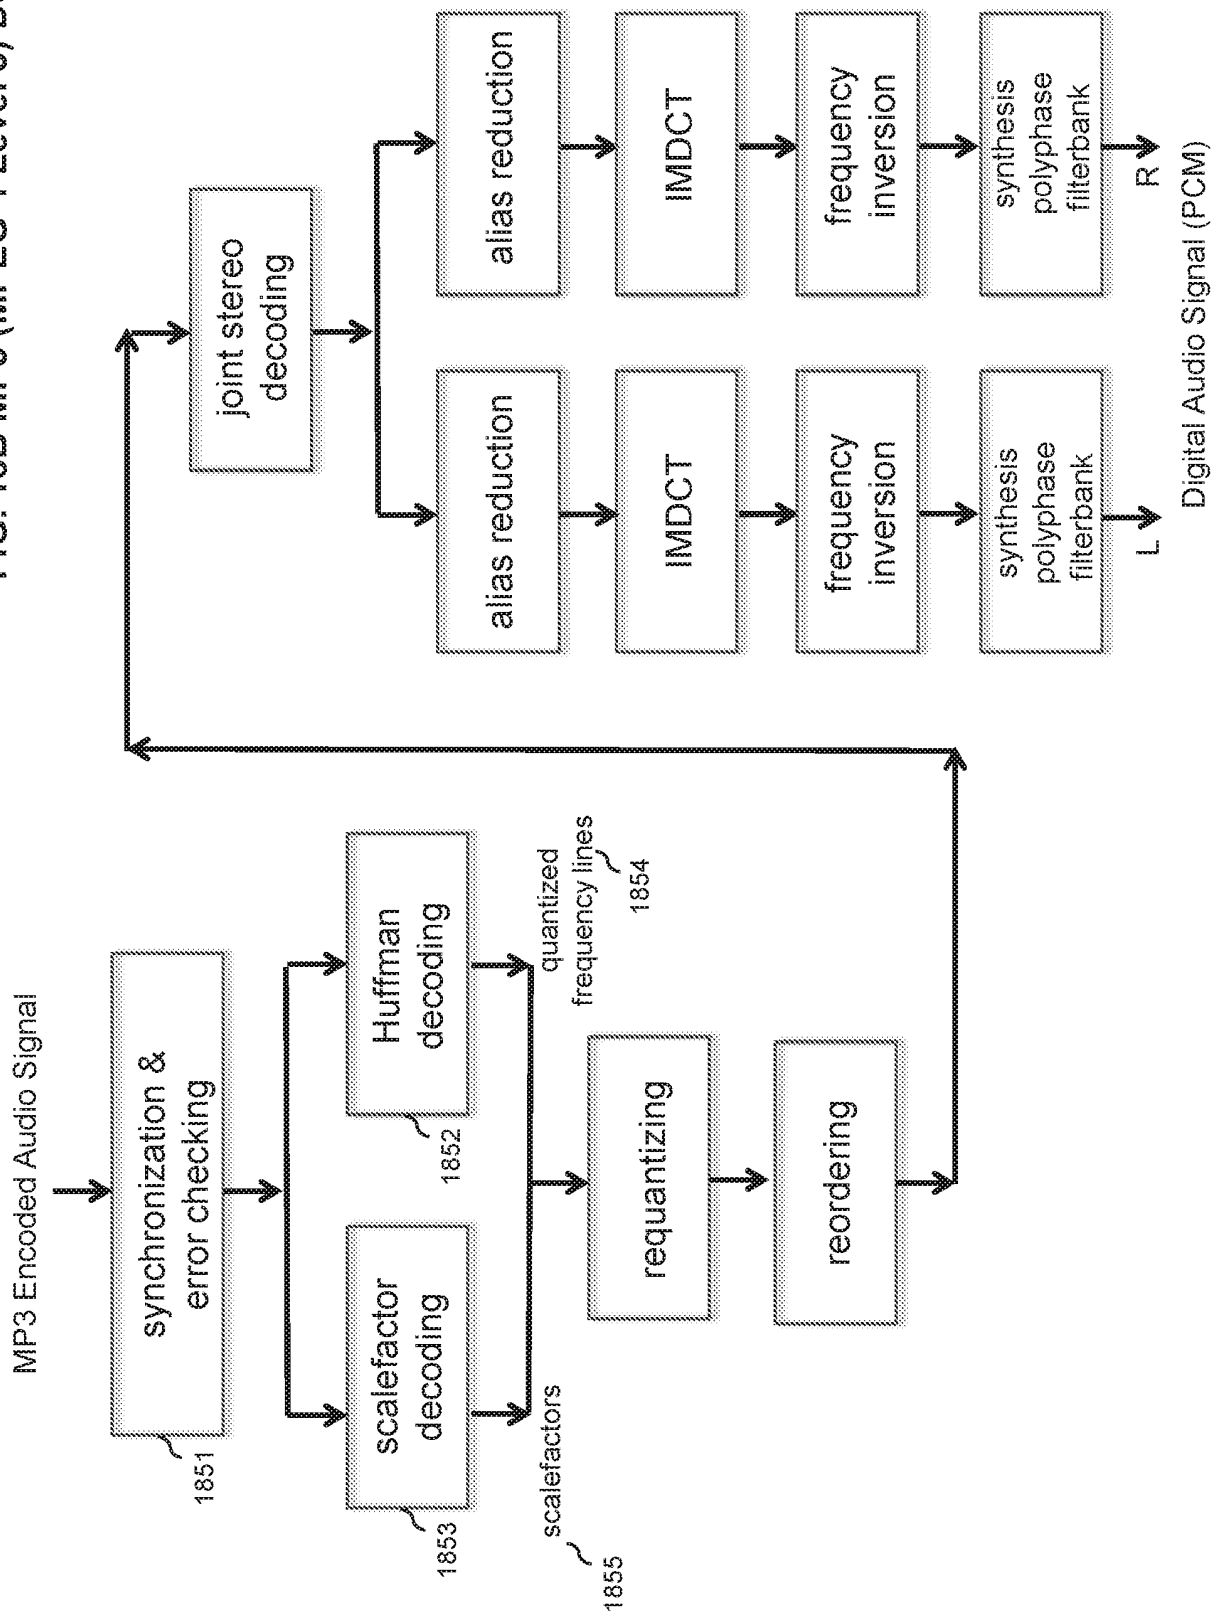 MP3 Encoded Audio Signal
synchronization &
error checking
1851
scalefactor
decoding
1853
Huffman
decoding
1852
scalefactors
1855
quantized
frequency lines
1854
requantizing
reordering
joint stereo
decoding
alias reduction
IMDCT
frequency
inversion
synthesis
polyphase
filterbank
L
alias reduction
IMDCT
frequency
inversion
synthesis
polyphase
filterbank
R
Digital Audio Signal (PCM)